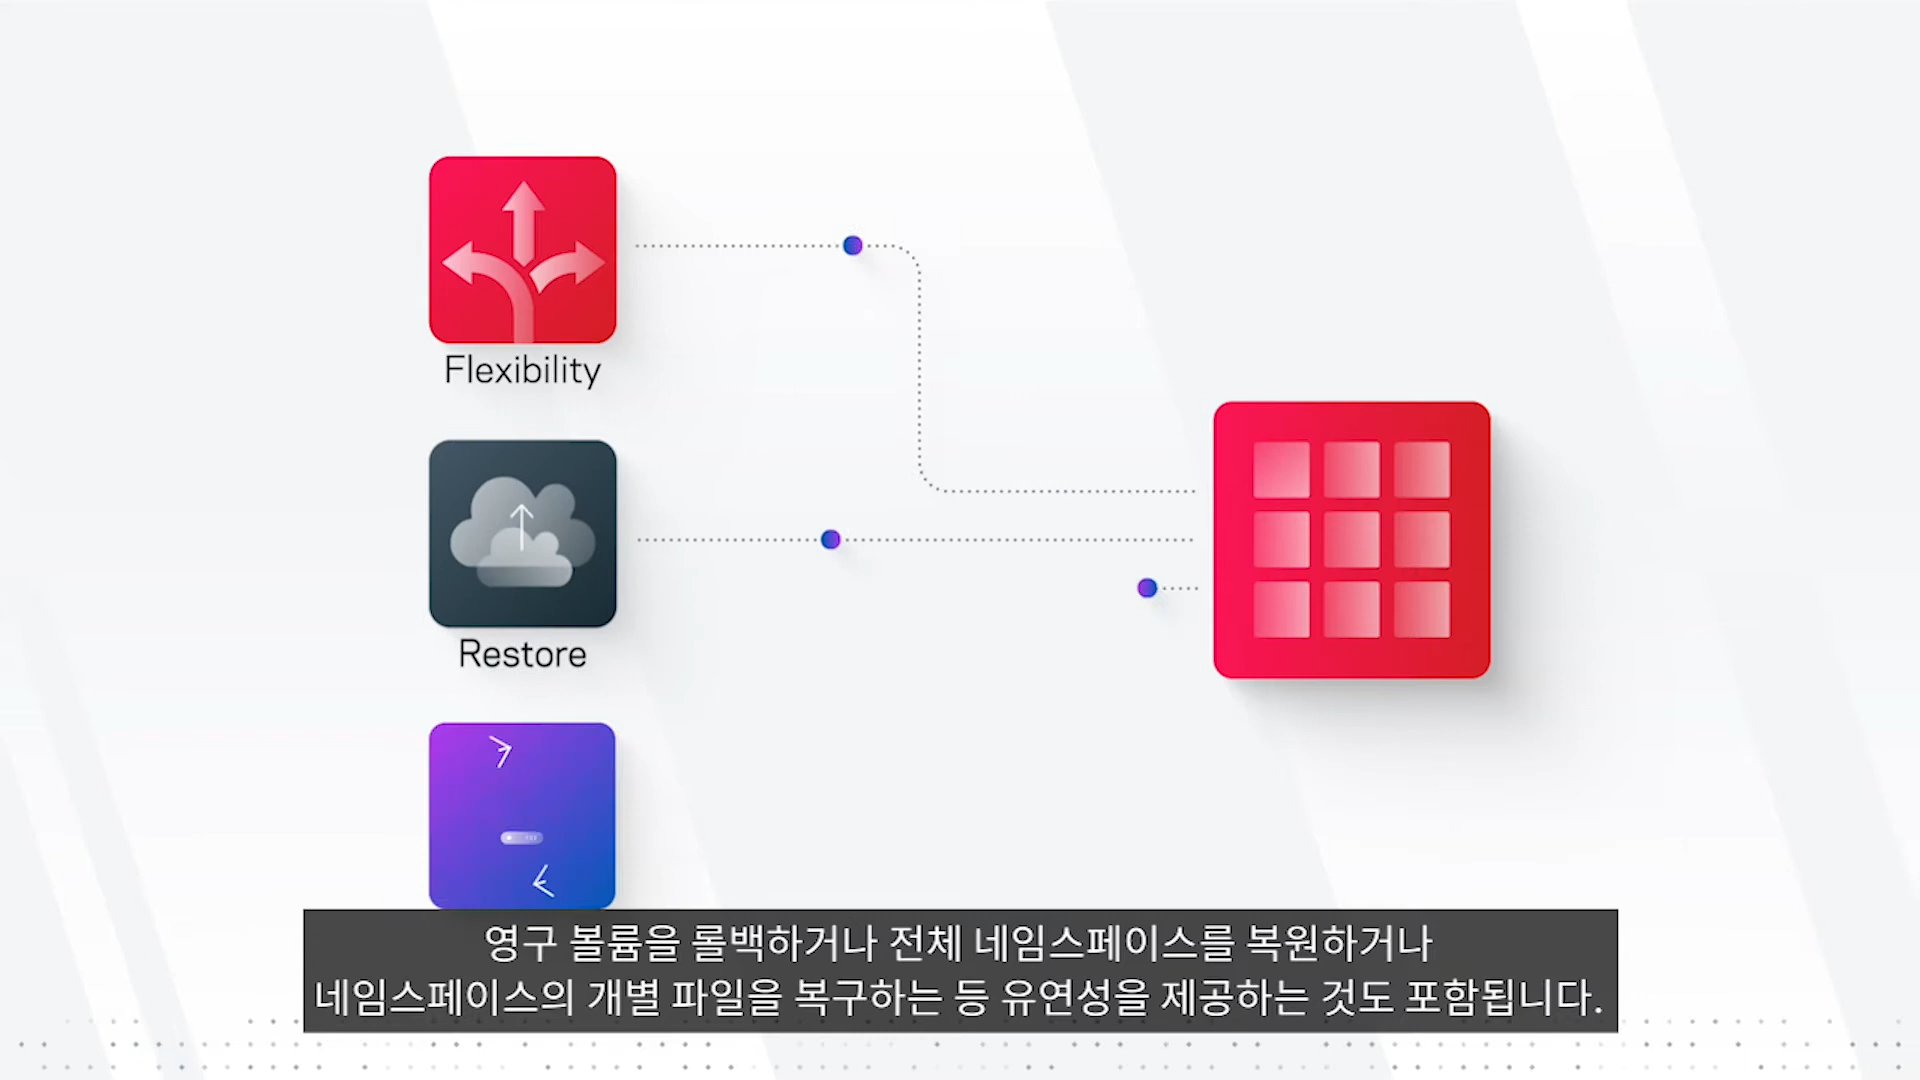 Flexibility
Restore
영구 볼륨을 롤백하거나 전체 네임스페이스를 복원하거나
네임스페이스의 개별 파일을 복구하는 등 유연성을 제공하는 것도 포함됩니다.